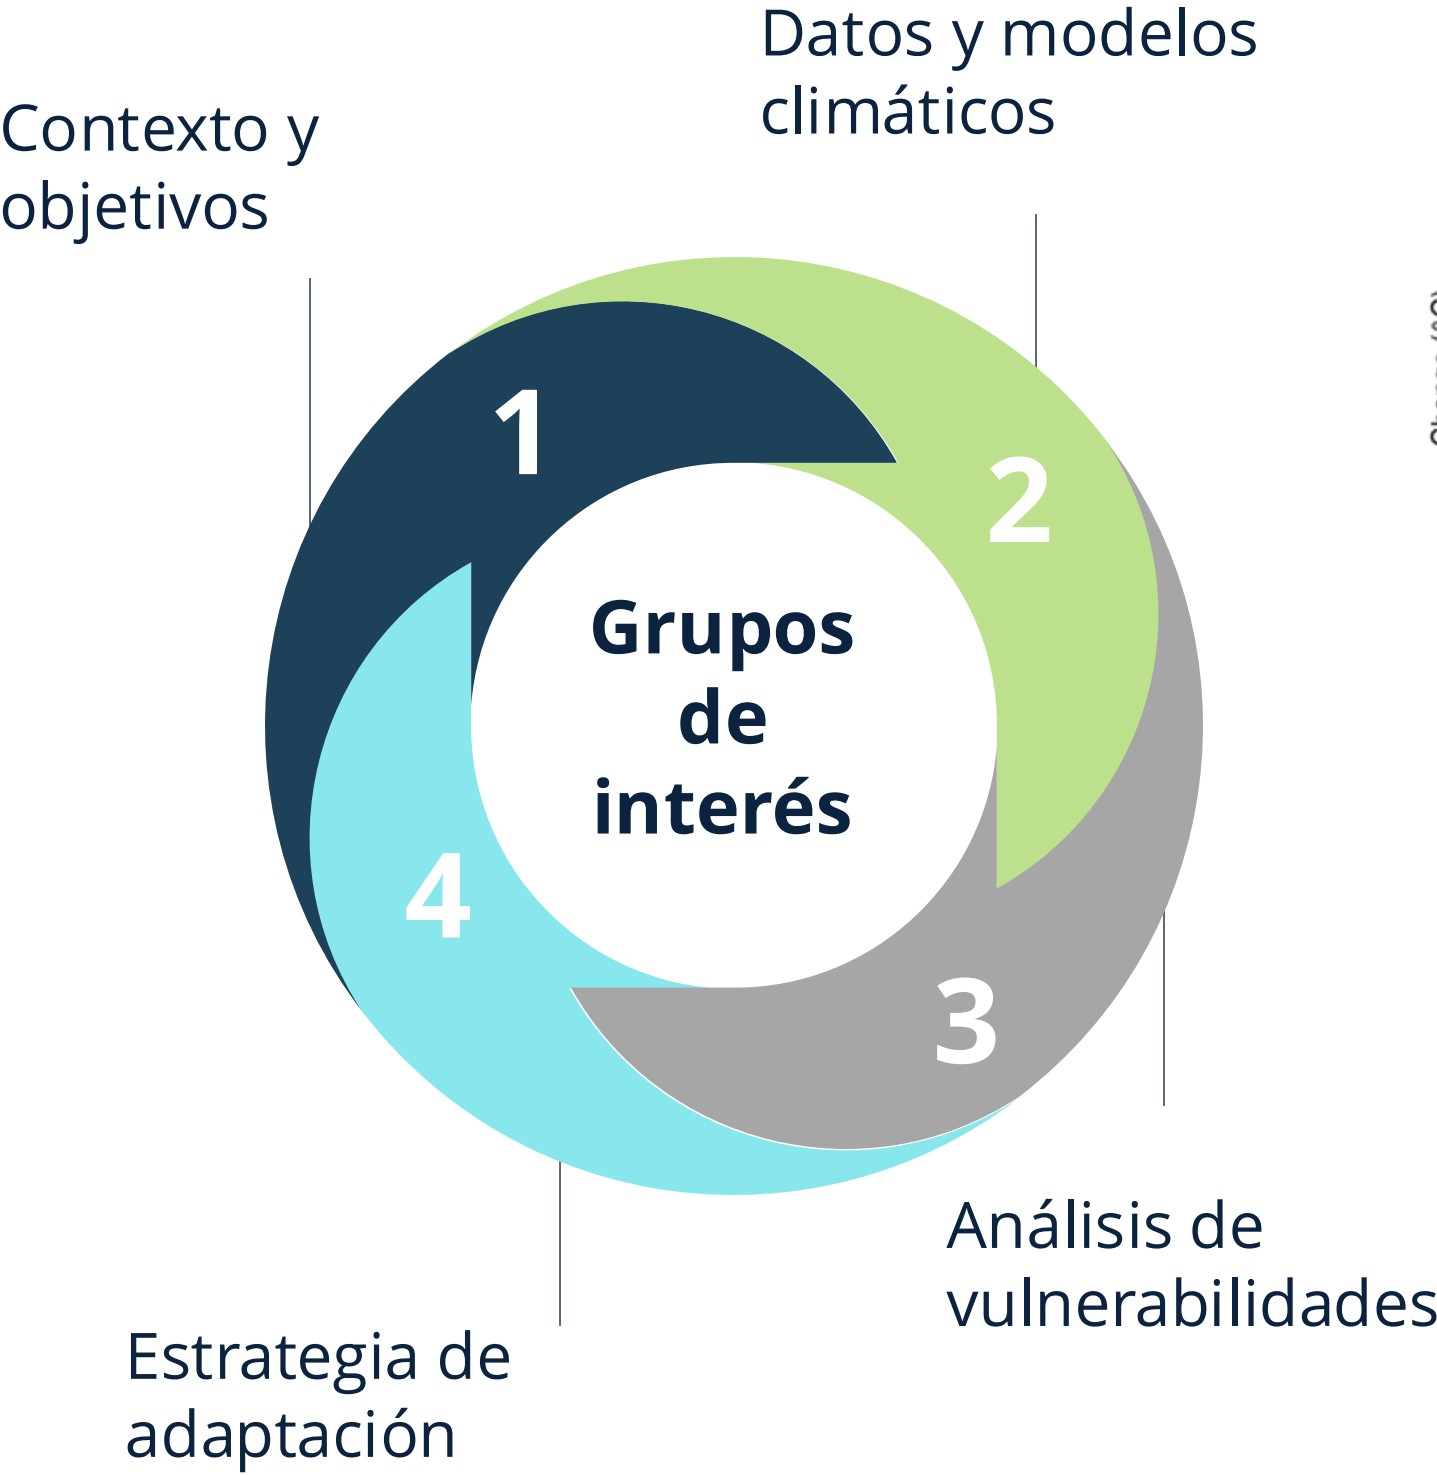 Datos y modelos
climáticos
Contexto y
objetivos
1
2
Grupos
de
interés
4
3
Análisis de
vulnerabilidades
Estrategia de
adaptación